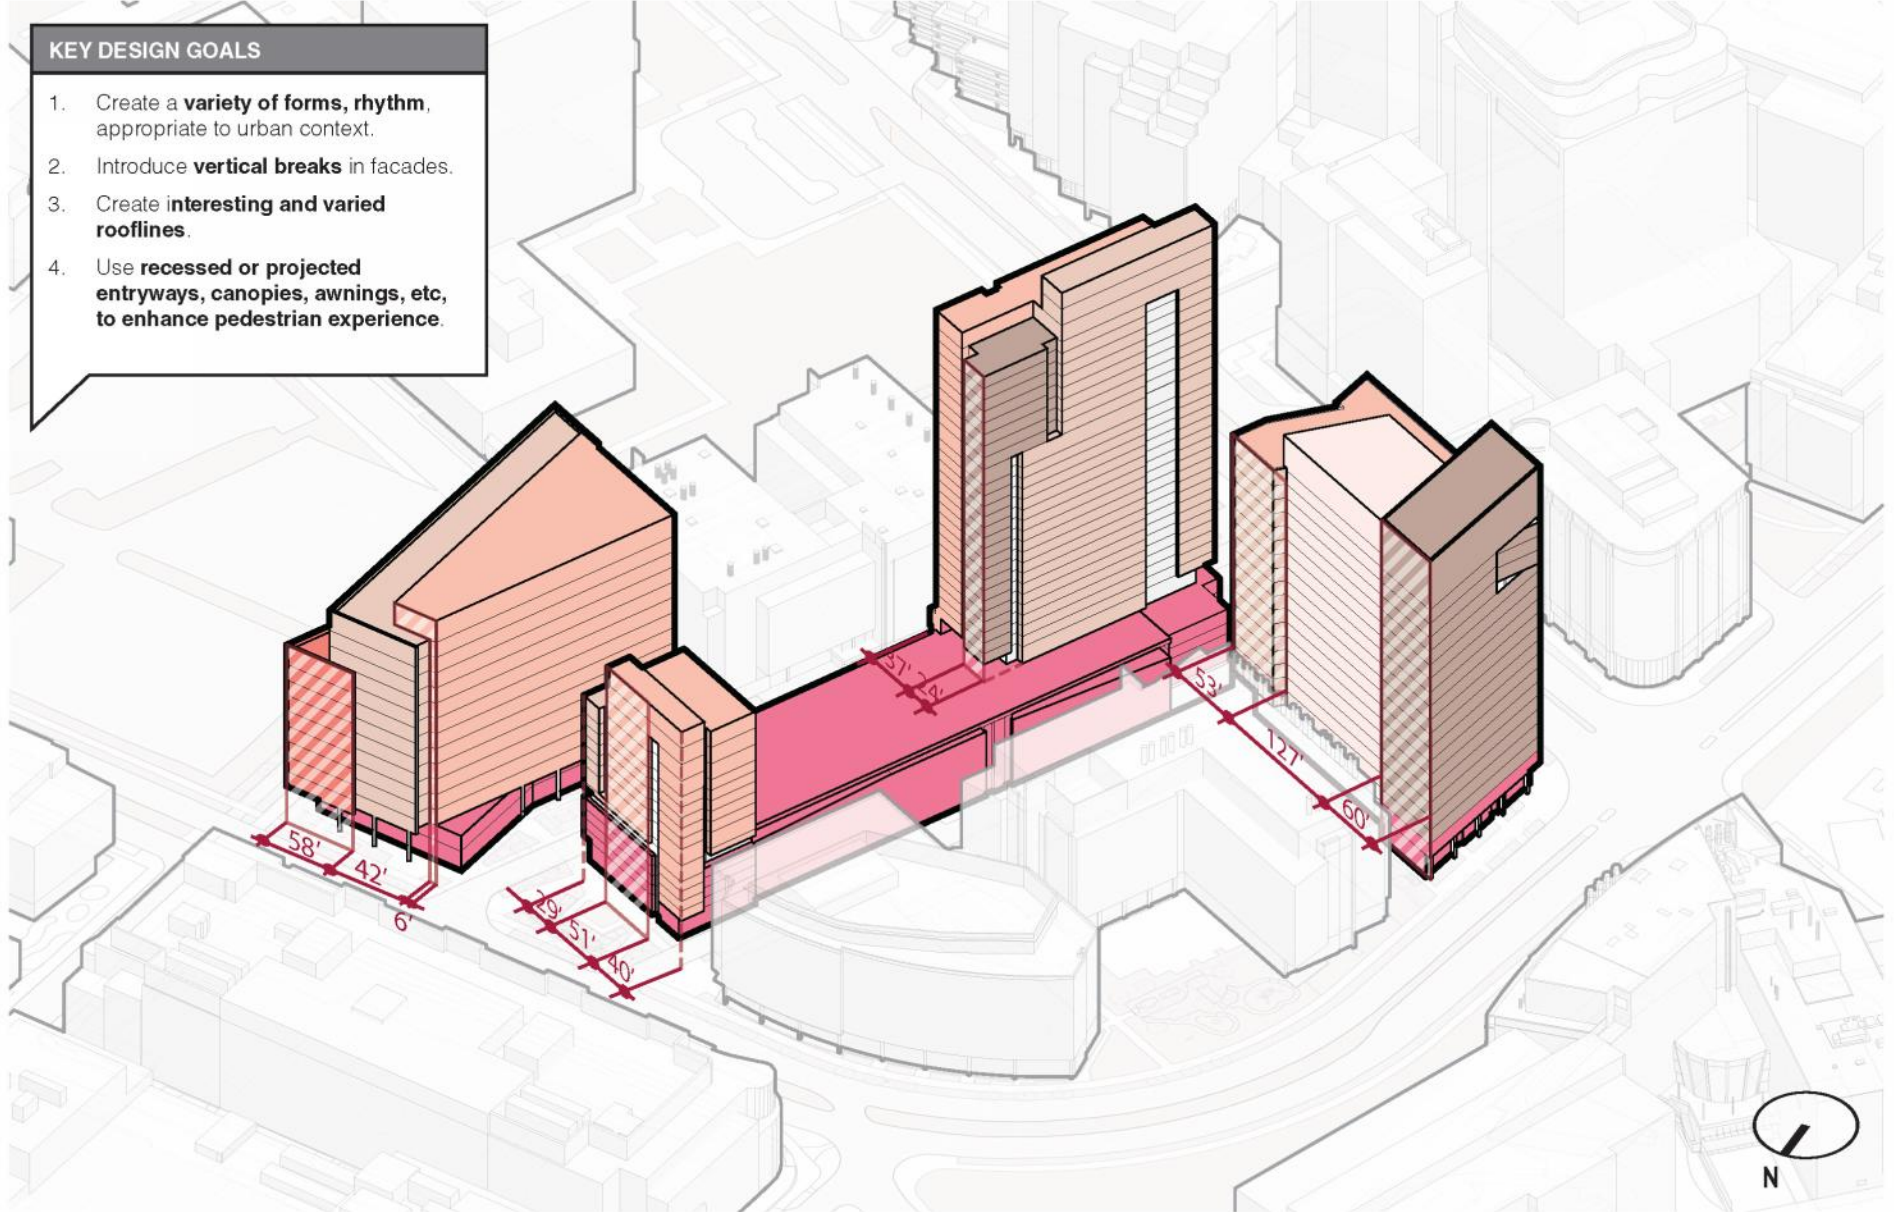 KEY DESIGN GOALS
1. Create a variety of forms, rhythm,
appropriate to urban context.
2. Introduce vertical breaks in facades.
3. Create interesting and varied
rooflines.
4. Use recessed or projected
entryways, canopies, awnings, etc,
to enhance pedestrian experience.
37'
24'
53'
127'
60'
58'
42'
6'
29'
51'
40'
N